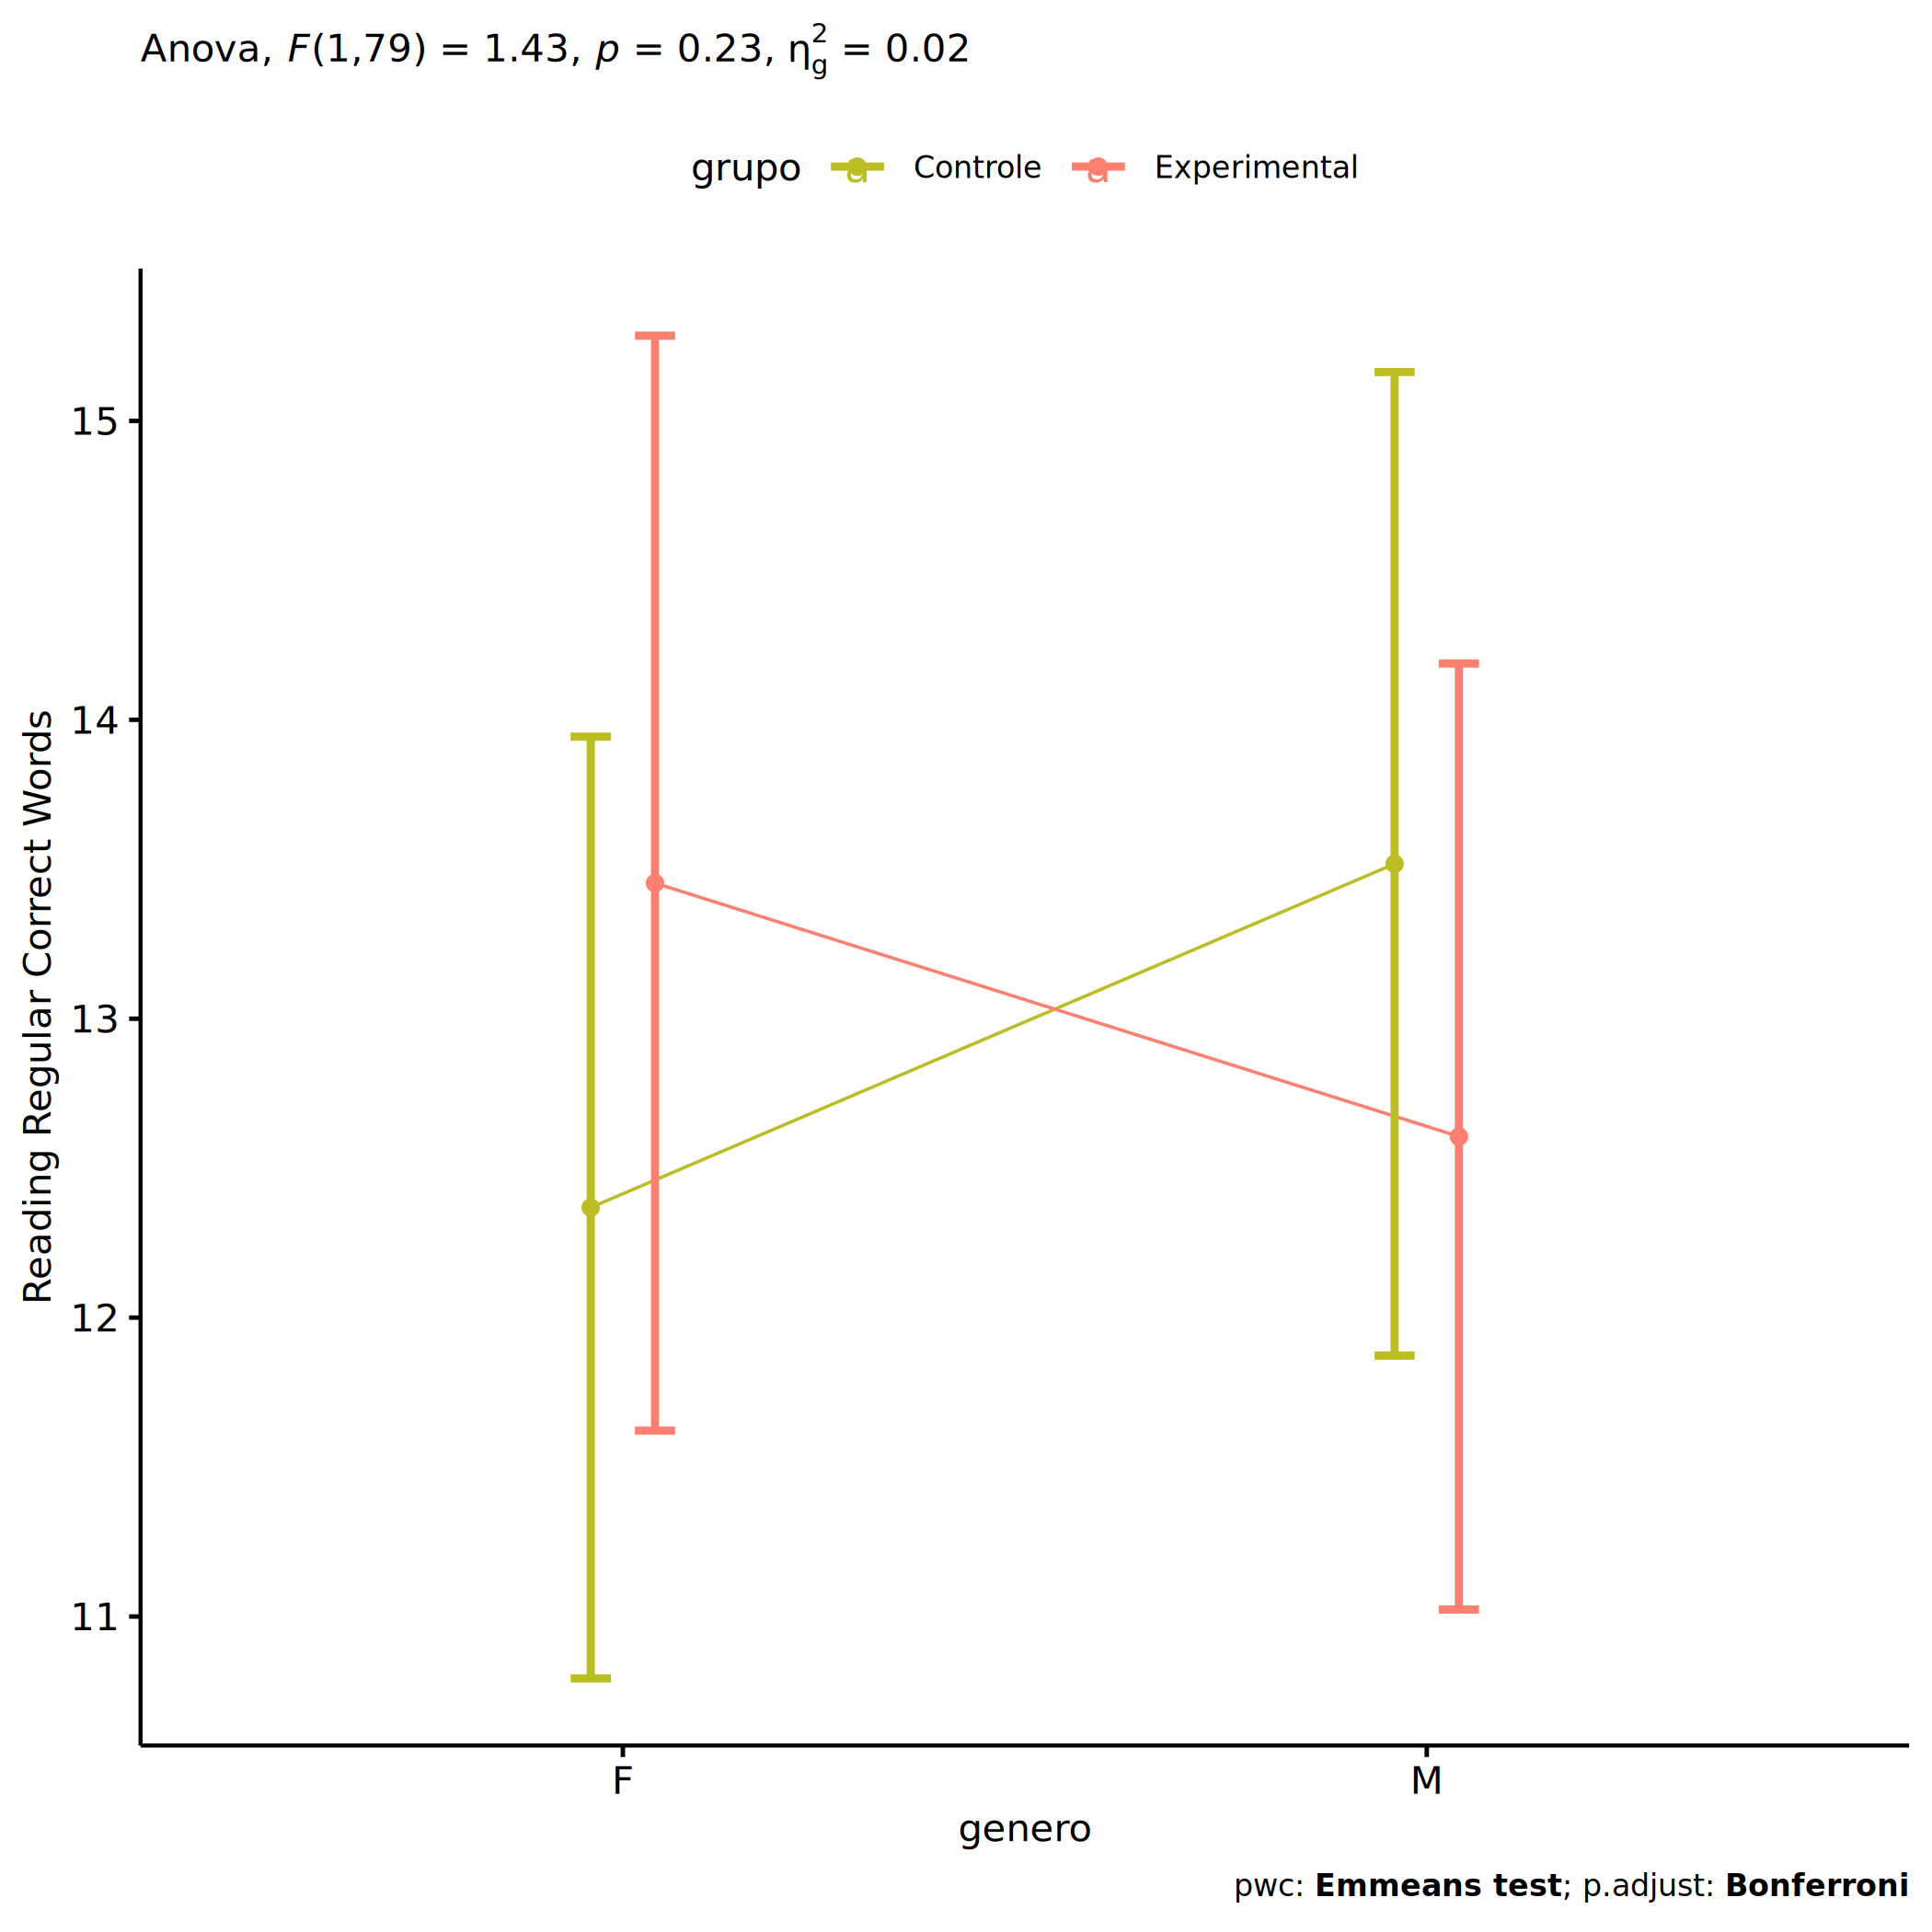 Anova, F(1,79) = 1.43, p = 0.23, η²g = 0.02
grupo a Controle a Experimental
15
14
13
12
11
Reading Regular Correct Words
F M
genero
pwc: Emmeans test; p.adjust: Bonferroni